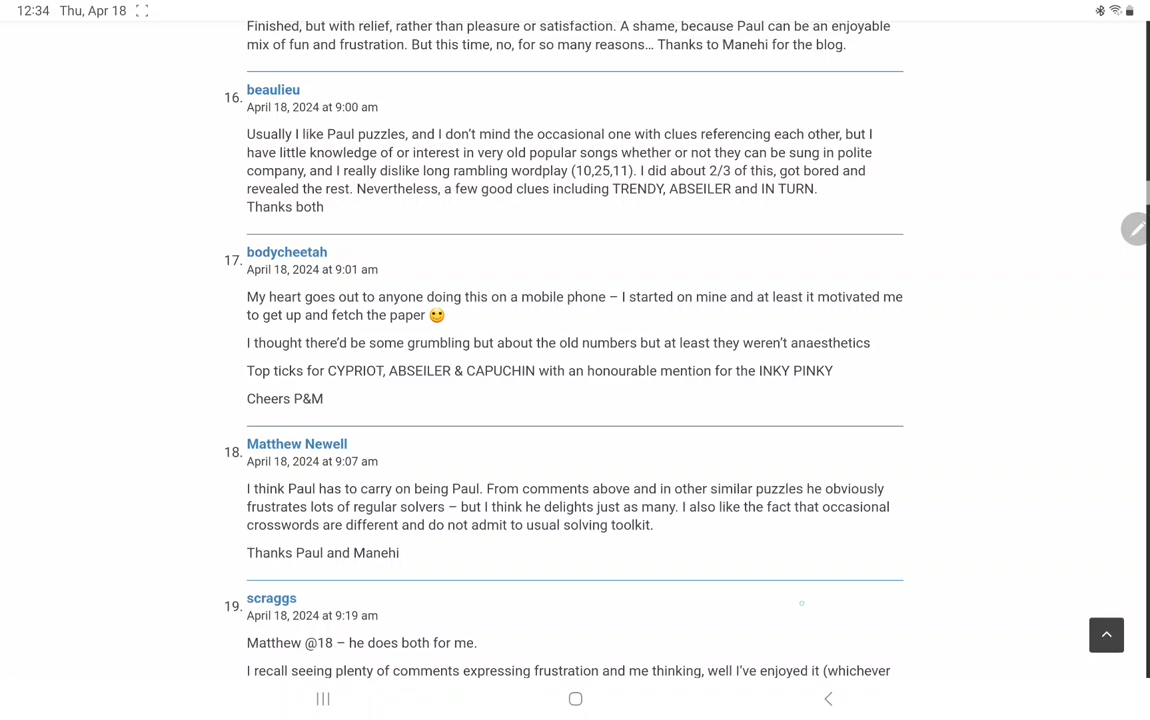 12:34 Thu, Apr 18
Finished, but with relief, rather than pleasure or satisfaction. A shame, because Paul can be an enjoyable
mix of fun and frustration. But this time, no, for so many reasons… Thanks to Manehi for the blog.
16. beaulieu
April 18, 2024 at 9:00 am
Usually I like Paul puzzles, and I don’t mind the occasional one with clues referencing each other, but I
have little knowledge of or interest in very old popular songs whether or not they can be sung in polite
company, and I really dislike long rambling wordplay (10,25,11). I did about 2/3 of this, got bored and
revealed the rest. Nevertheless, a few good clues including TRENDY, ABSEILER and IN TURN.
Thanks both
17. bodycheetah
April 18, 2024 at 9:01 am
My heart goes out to anyone doing this on a mobile phone – I started on mine and at least it motivated me
to get up and fetch the paper 🙂
I thought there’d be some grumbling but about the old numbers but at least they weren’t anaesthetics
Top ticks for CYPRIOT, ABSEILER & CAPUCHIN with an honourable mention for the INKY PINKY
Cheers P&M
18. Matthew Newell
April 18, 2024 at 9:07 am
I think Paul has to carry on being Paul. From comments above and in other similar puzzles he obviously
frustrates lots of regular solvers – but I think he delights just as many. I also like the fact that occasional
crosswords are different and do not admit to usual solving toolkit.
Thanks Paul and Manehi
19. scraggs
April 18, 2024 at 9:19 am
Matthew @18 – he does both for me.
I recall seeing plenty of comments expressing frustration and me thinking, well I’ve enjoyed it (whichever